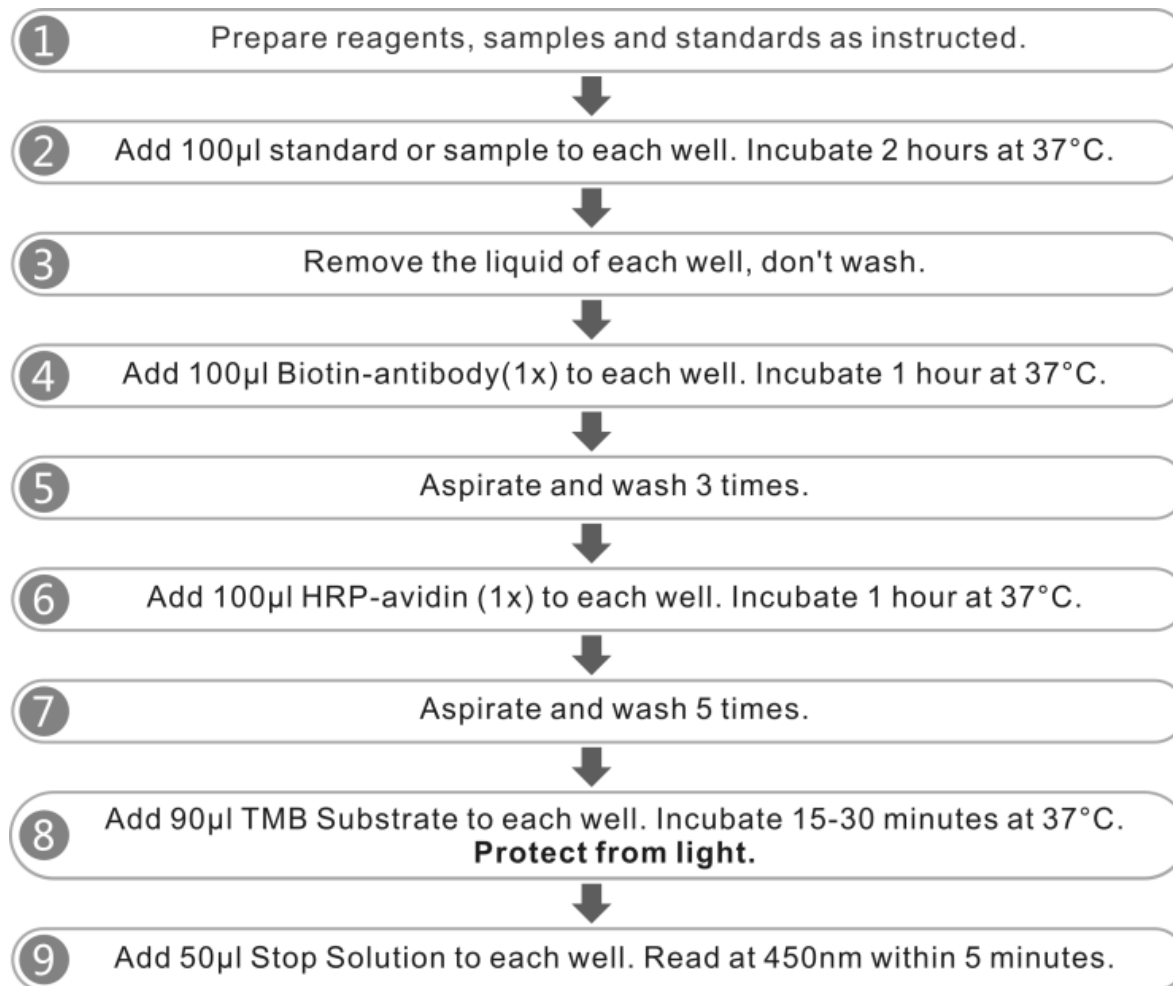 1 Prepare reagents, samples and standards as instructed.
2 Add 100µl standard or sample to each well. Incubate 2 hours at 37°C.
3 Remove the liquid of each well, don't wash.
4 Add 100µl Biotin-antibody(1x) to each well. Incubate 1 hour at 37°C.
5 Aspirate and wash 3 times.
6 Add 100µl HRP-avidin (1x) to each well. Incubate 1 hour at 37°C.
7 Aspirate and wash 5 times.
8 Add 90µl TMB Substrate to each well. Incubate 15-30 minutes at 37°C.
Protect from light.
9 Add 50µl Stop Solution to each well. Read at 450nm within 5 minutes.